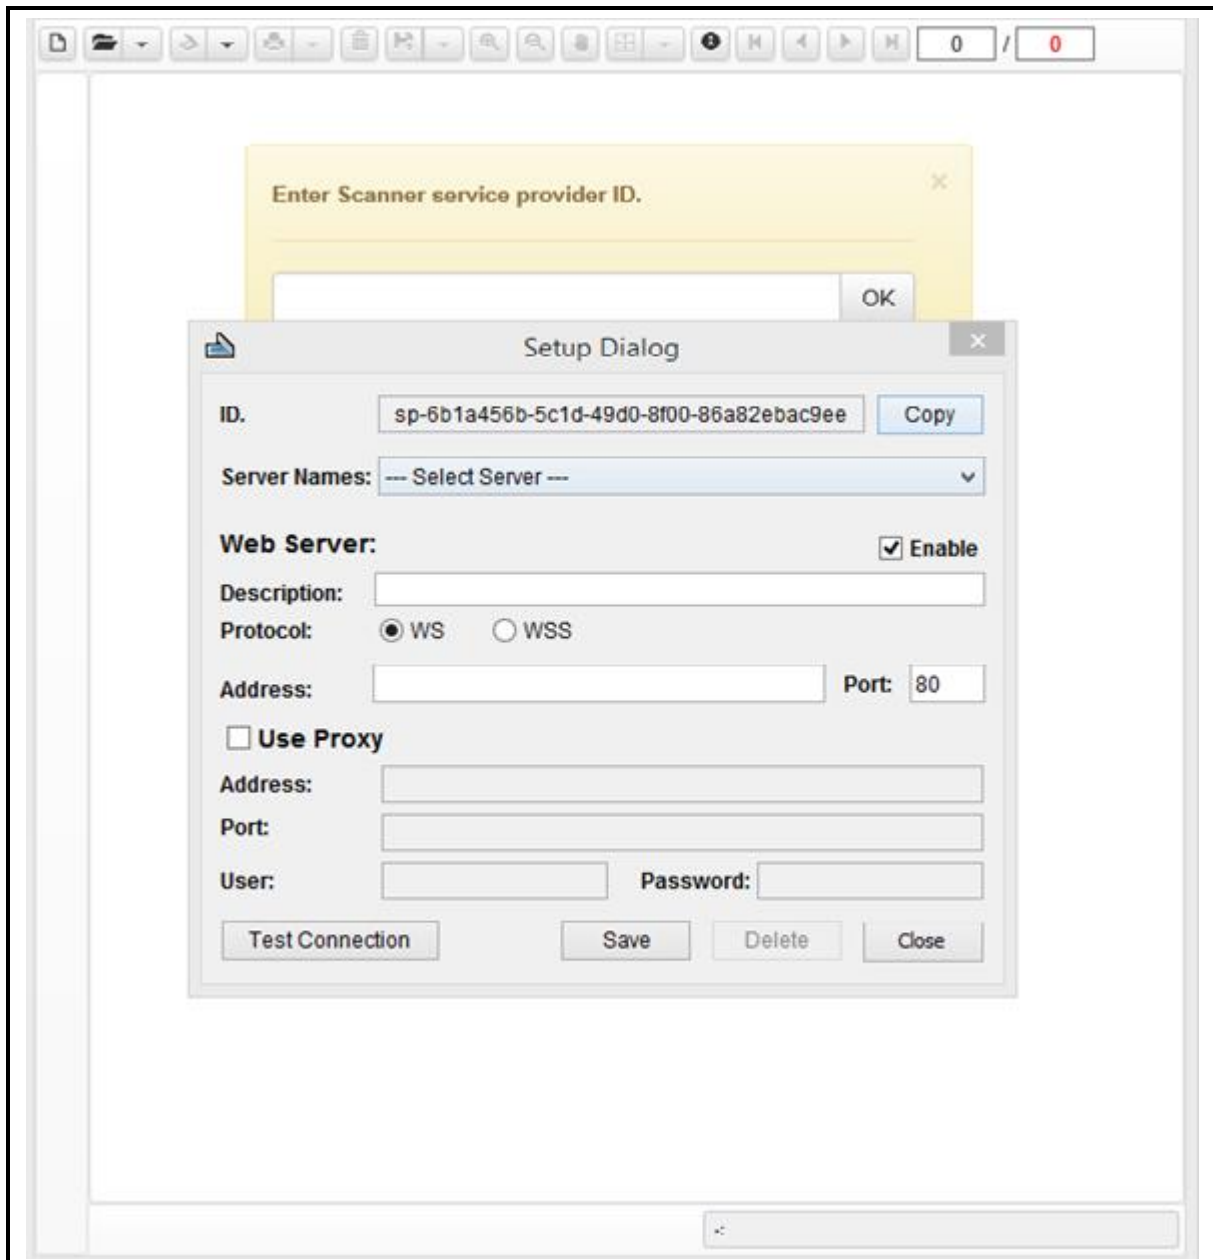 0 / 0
Enter Scanner service provider ID.
OK
Setup Dialog
ID. sp-6b1a456b-5c1d-49d0-8f00-86a82ebac9ee Copy
Server Names: --- Select Server ---
Web Server: Enable
Description:
Protocol: WS WSS
Address: Port: 80
Use Proxy
Address:
Port:
User: Password:
Test Connection Save Delete Close
-: